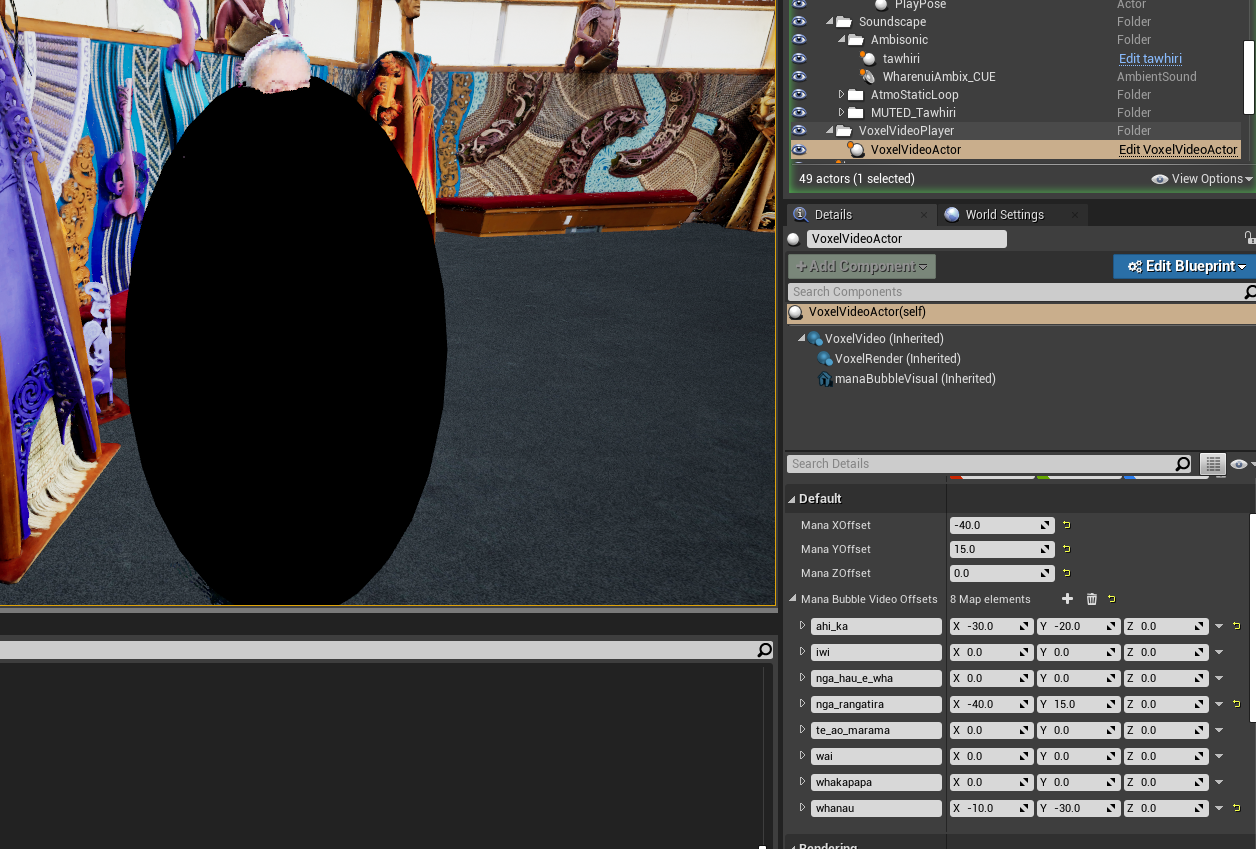 PlayPose Actor
Soundscape Folder
Ambisonic Folder
tawhiri Edit tawhiri
WharenuiAmbix_CUE AmbientSound
AtmoStaticLoop Folder
MUTED_Tawhiri Folder
VoxelVideoPlayer Folder
VoxelVideoActor Edit VoxelVideoActor
49 actors (1 selected) View Options
Details World Settings
VoxelVideoActor
+Add Component Edit Blueprint
Search Components
VoxelVideoActor(self)
VoxelVideo (Inherited)
VoxelRender (Inherited)
manaBubbleVisual (Inherited)
Search Details
Default
Mana XOffset -40.0
Mana YOffset 15.0
Mana ZOffset 0.0
Mana Bubble Video Offsets 8 Map elements
ahi_ka X -30.0 Y -20.0 Z 0.0
iwi X 0.0 Y 0.0 Z 0.0
nga_hau_e_wha X 0.0 Y 0.0 Z 0.0
nga_rangatira X -40.0 Y 15.0 Z 0.0
te_ao_marama X 0.0 Y 0.0 Z 0.0
wai X 0.0 Y 0.0 Z 0.0
whakapapa X 0.0 Y 0.0 Z 0.0
whanau X -10.0 Y -30.0 Z 0.0
Rendering